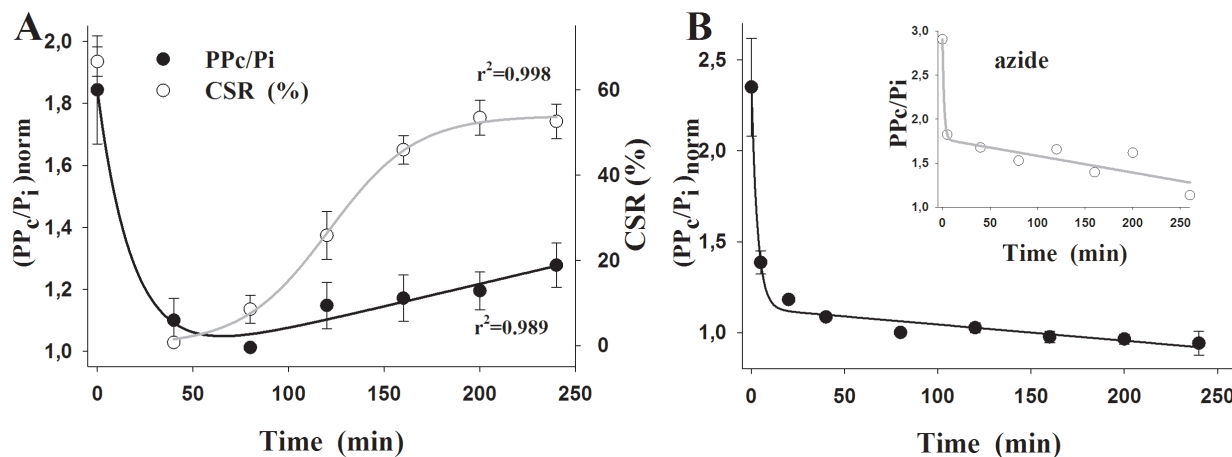 A
2,0
1,8
1,6
1,4
1,2
1,0
(PPc/Pi)norm
PPc/Pi
CSR (%)
r²=0.998
r²=0.989
60
40
20
0
CSR (%)
0 50 100 150 200 250
Time (min)
B
2,5
2.0
1.5
1.0
(PPc/Pi)norm
0 50 100 150 200 250
Time (min)
azide
3,0
2,5
2,0
1,5
1,0
PPc/Pi
0 50 100 150 200 250
Time (min)